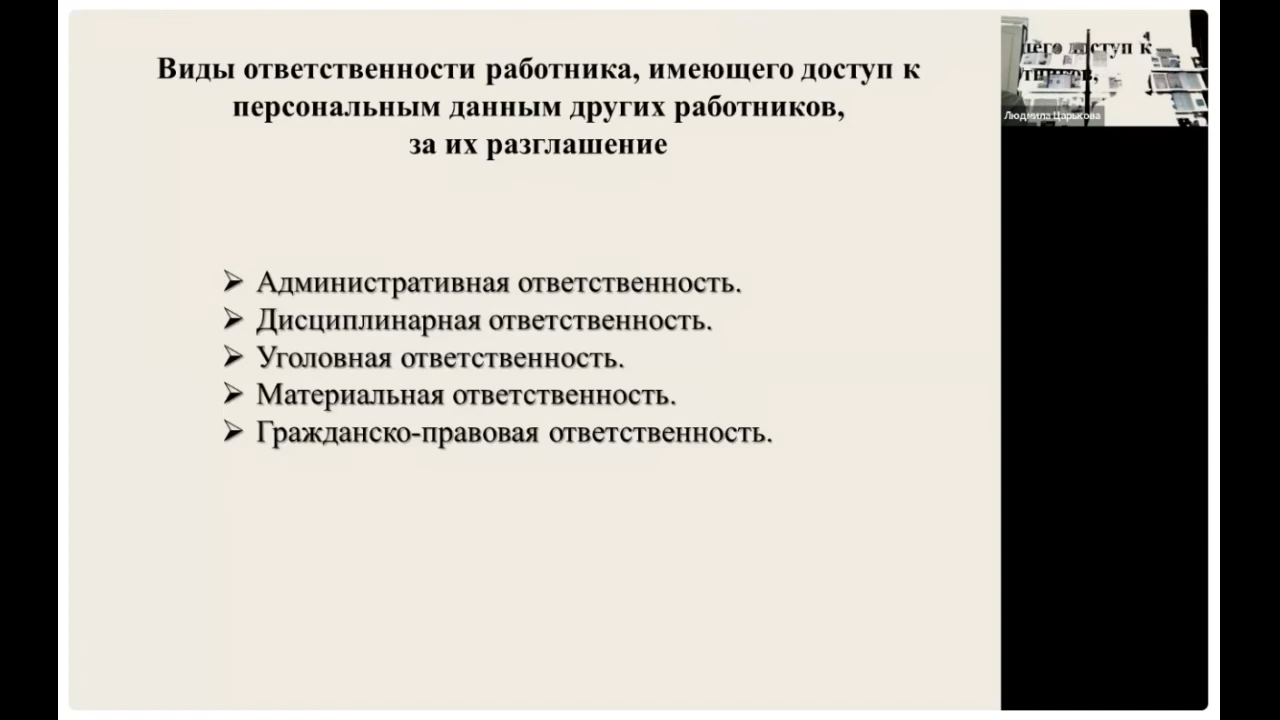 Виды ответственности работника, имеющего доступ к
персональным данным других работников,
за их разглашение
Административная ответственность.
Дисциплинарная ответственность.
Уголовная ответственность.
Материальная ответственность.
Гражданско-правовая ответственность.
доступ к
Людмила Царькова